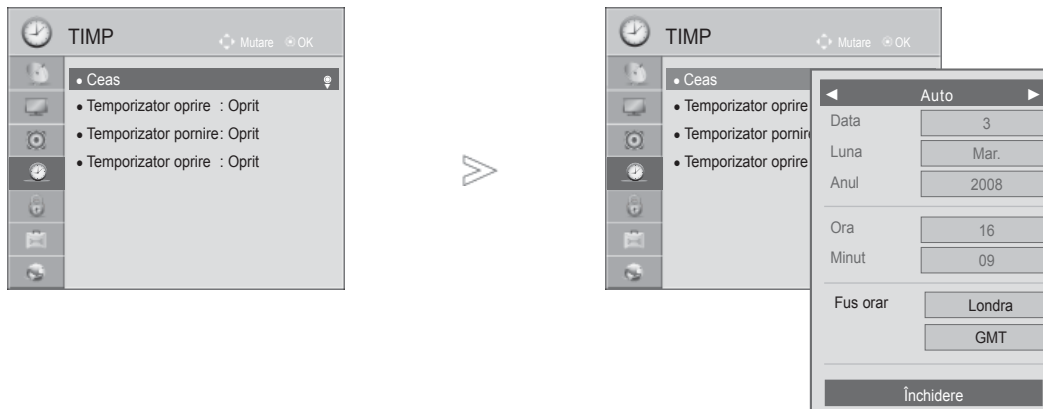 TIMP
Mutare OK
Ceas
Temporizator oprire : Oprit
Temporizator pornire: Oprit
Temporizator oprire : Oprit
TIMP
Mutare OK
Ceas
Temporizator oprire
Temporizator pornire
Temporizator oprire
Auto
Data 3
Luna Mar.
Anul 2008
Ora 16
Minut 09
Fus orar Londra
GMT
Închidere